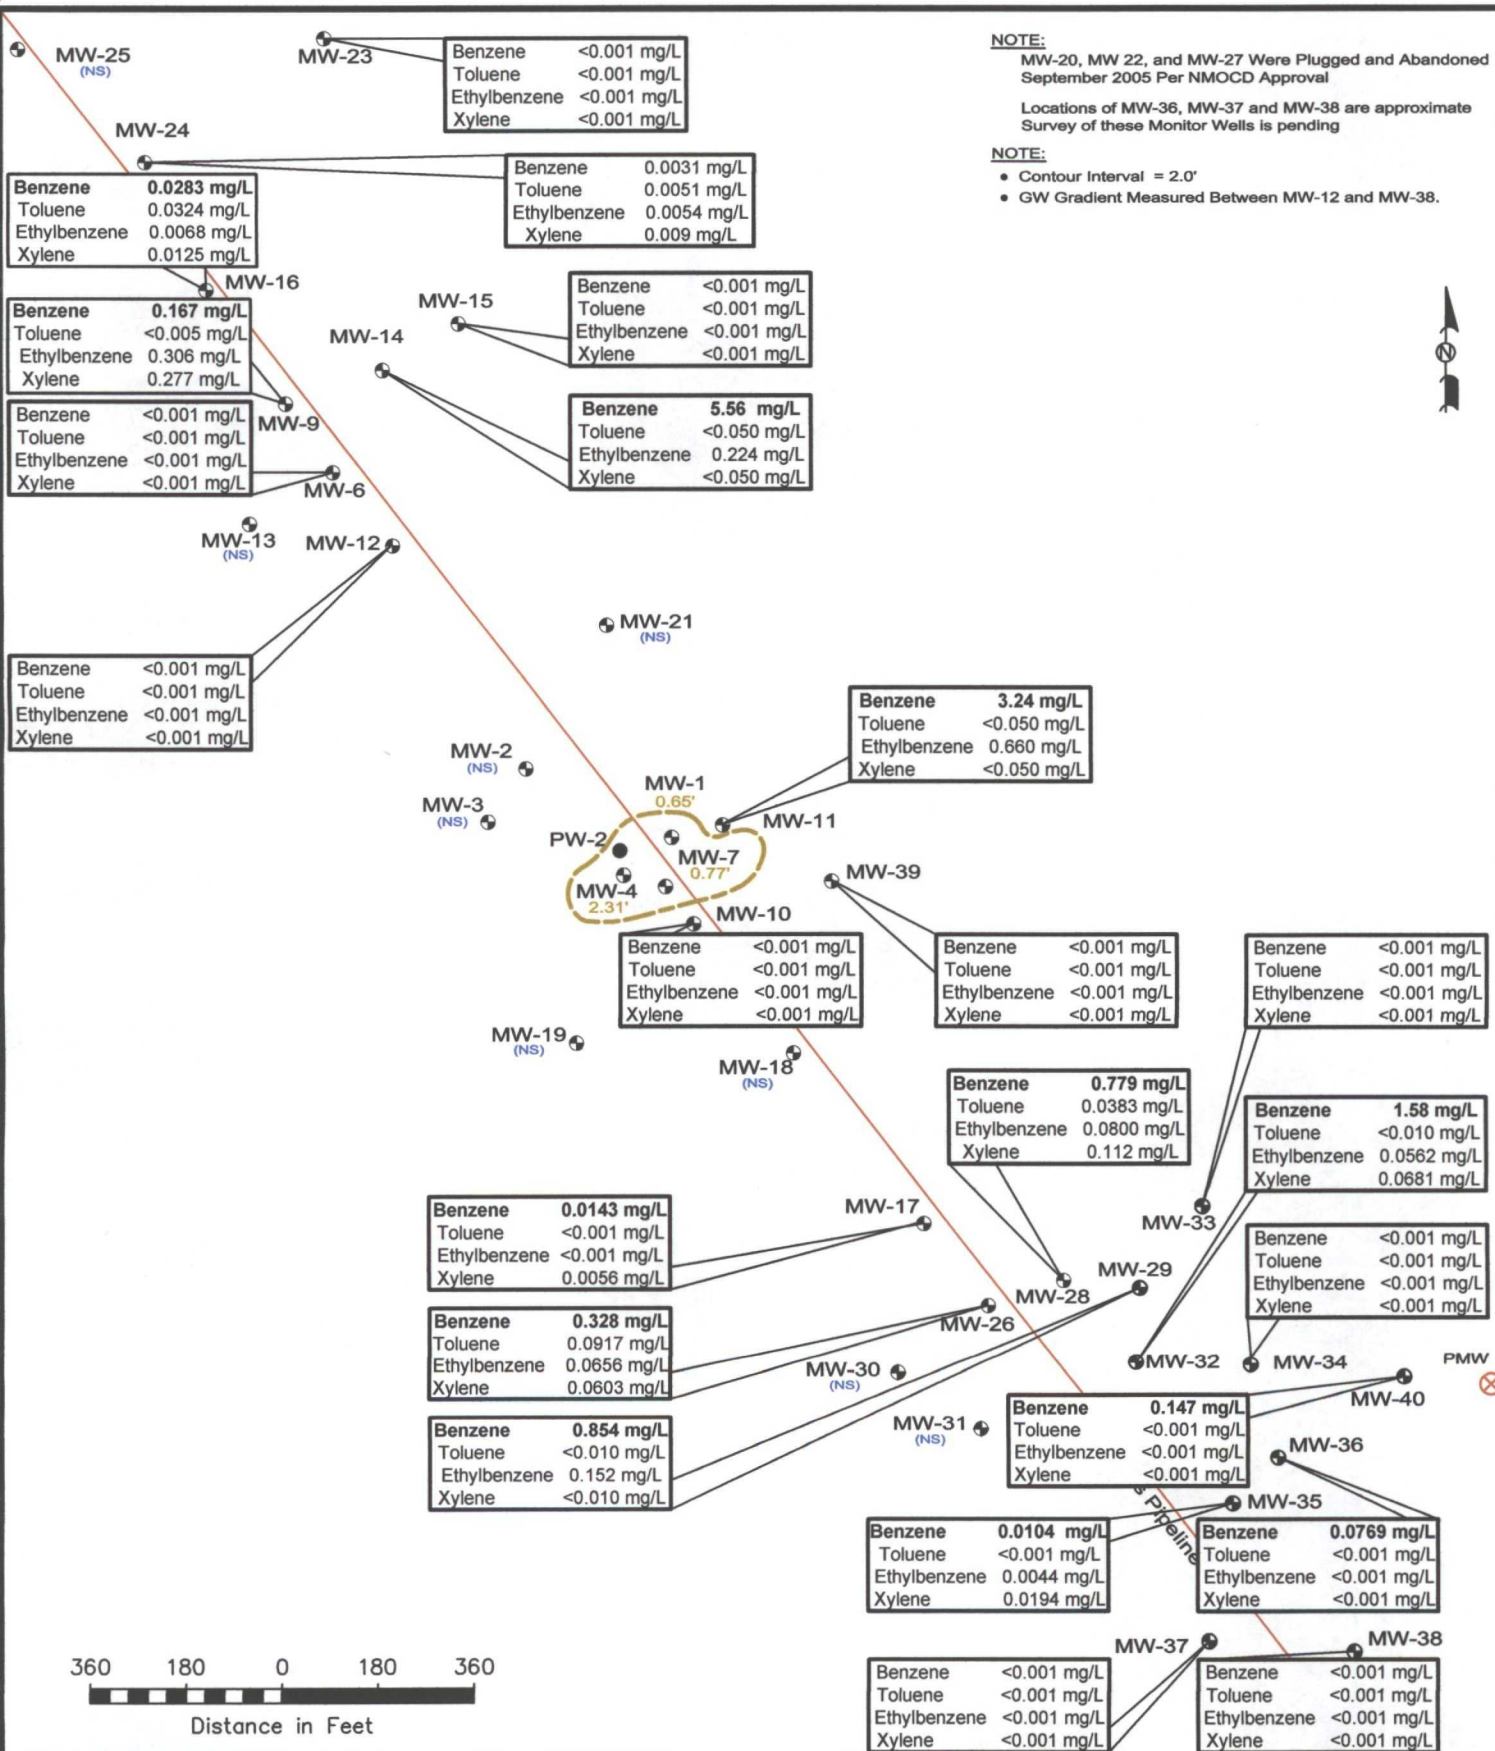 MW-25
(NS)
MW-23
Benzene <0.001 mg/L
Toluene <0.001 mg/L
Ethylbenzene <0.001 mg/L
Xylene <0.001 mg/L
NOTE:
MW-20, MW 22, and MW-27 Were Plugged and Abandoned
September 2005 Per NMOCD Approval
Locations of MW-36, MW-37 and MW-38 are approximate
Survey of these Monitor Wells is pending
NOTE:
• Contour Interval = 2.0'
• GW Gradient Measured Between MW-12 and MW-38.
N
MW-24
Benzene 0.0031 mg/L
Toluene 0.0051 mg/L
Ethylbenzene 0.0054 mg/L
Xylene 0.009 mg/L
Benzene 0.0283 mg/L
Toluene 0.0324 mg/L
Ethylbenzene 0.0068 mg/L
Xylene 0.0125 mg/L
MW-16
Benzene 0.167 mg/L
Toluene <0.005 mg/L
Ethylbenzene 0.306 mg/L
Xylene 0.277 mg/L
MW-9
MW-15
Benzene <0.001 mg/L
Toluene <0.001 mg/L
Ethylbenzene <0.001 mg/L
Xylene <0.001 mg/L
MW-14
Benzene 5.56 mg/L
Toluene <0.050 mg/L
Ethylbenzene 0.224 mg/L
Xylene <0.050 mg/L
Benzene <0.001 mg/L
Toluene <0.001 mg/L
Ethylbenzene <0.001 mg/L
Xylene <0.001 mg/L
MW-6
MW-13
(NS)
MW-12
Benzene <0.001 mg/L
Toluene <0.001 mg/L
Ethylbenzene <0.001 mg/L
Xylene <0.001 mg/L
MW-21
(NS)
Benzene 3.24 mg/L
Toluene <0.050 mg/L
Ethylbenzene 0.660 mg/L
Xylene <0.050 mg/L
MW-2
(NS)
MW-3
(NS)
MW-1
0.65'
MW-11
PW-2
MW-7
0.77'
MW-4
2.31'
MW-10
Benzene <0.001 mg/L
Toluene <0.001 mg/L
Ethylbenzene <0.001 mg/L
Xylene <0.001 mg/L
MW-39
Benzene <0.001 mg/L
Toluene <0.001 mg/L
Ethylbenzene <0.001 mg/L
Xylene <0.001 mg/L
Benzene <0.001 mg/L
Toluene <0.001 mg/L
Ethylbenzene <0.001 mg/L
Xylene <0.001 mg/L
MW-19
(NS)
MW-18
(NS)
Benzene 0.779 mg/L
Toluene 0.0383 mg/L
Ethylbenzene 0.0800 mg/L
Xylene 0.112 mg/L
Benzene 1.58 mg/L
Toluene <0.010 mg/L
Ethylbenzene 0.0562 mg/L
Xylene 0.0681 mg/L
MW-33
Benzene <0.001 mg/L
Toluene <0.001 mg/L
Ethylbenzene <0.001 mg/L
Xylene <0.001 mg/L
Benzene 0.0143 mg/L
Toluene <0.001 mg/L
Ethylbenzene <0.001 mg/L
Xylene 0.0056 mg/L
MW-17
MW-28
MW-29
Benzene 0.328 mg/L
Toluene 0.0917 mg/L
Ethylbenzene 0.0656 mg/L
Xylene 0.0603 mg/L
MW-26
MW-30
(NS)
MW-32
MW-34
PMW
MW-40
Benzene 0.854 mg/L
Toluene <0.010 mg/L
Ethylbenzene 0.152 mg/L
Xylene <0.010 mg/L
MW-31
(NS)
Benzene 0.147 mg/L
Toluene <0.001 mg/L
Ethylbenzene <0.001 mg/L
Xylene <0.001 mg/L
MW-36
s Pipeline
MW-35
Benzene 0.0104 mg/L
Toluene <0.001 mg/L
Ethylbenzene 0.0044 mg/L
Xylene 0.0194 mg/L
Benzene 0.0769 mg/L
Toluene <0.001 mg/L
Ethylbenzene <0.001 mg/L
Xylene <0.001 mg/L
MW-37
MW-38
Benzene <0.001 mg/L
Toluene <0.001 mg/L
Ethylbenzene <0.001 mg/L
Xylene <0.001 mg/L
Benzene <0.001 mg/L
Toluene <0.001 mg/L
Ethylbenzene <0.001 mg/L
Xylene <0.001 mg/L
360 180 0 180 360
Distance in Feet